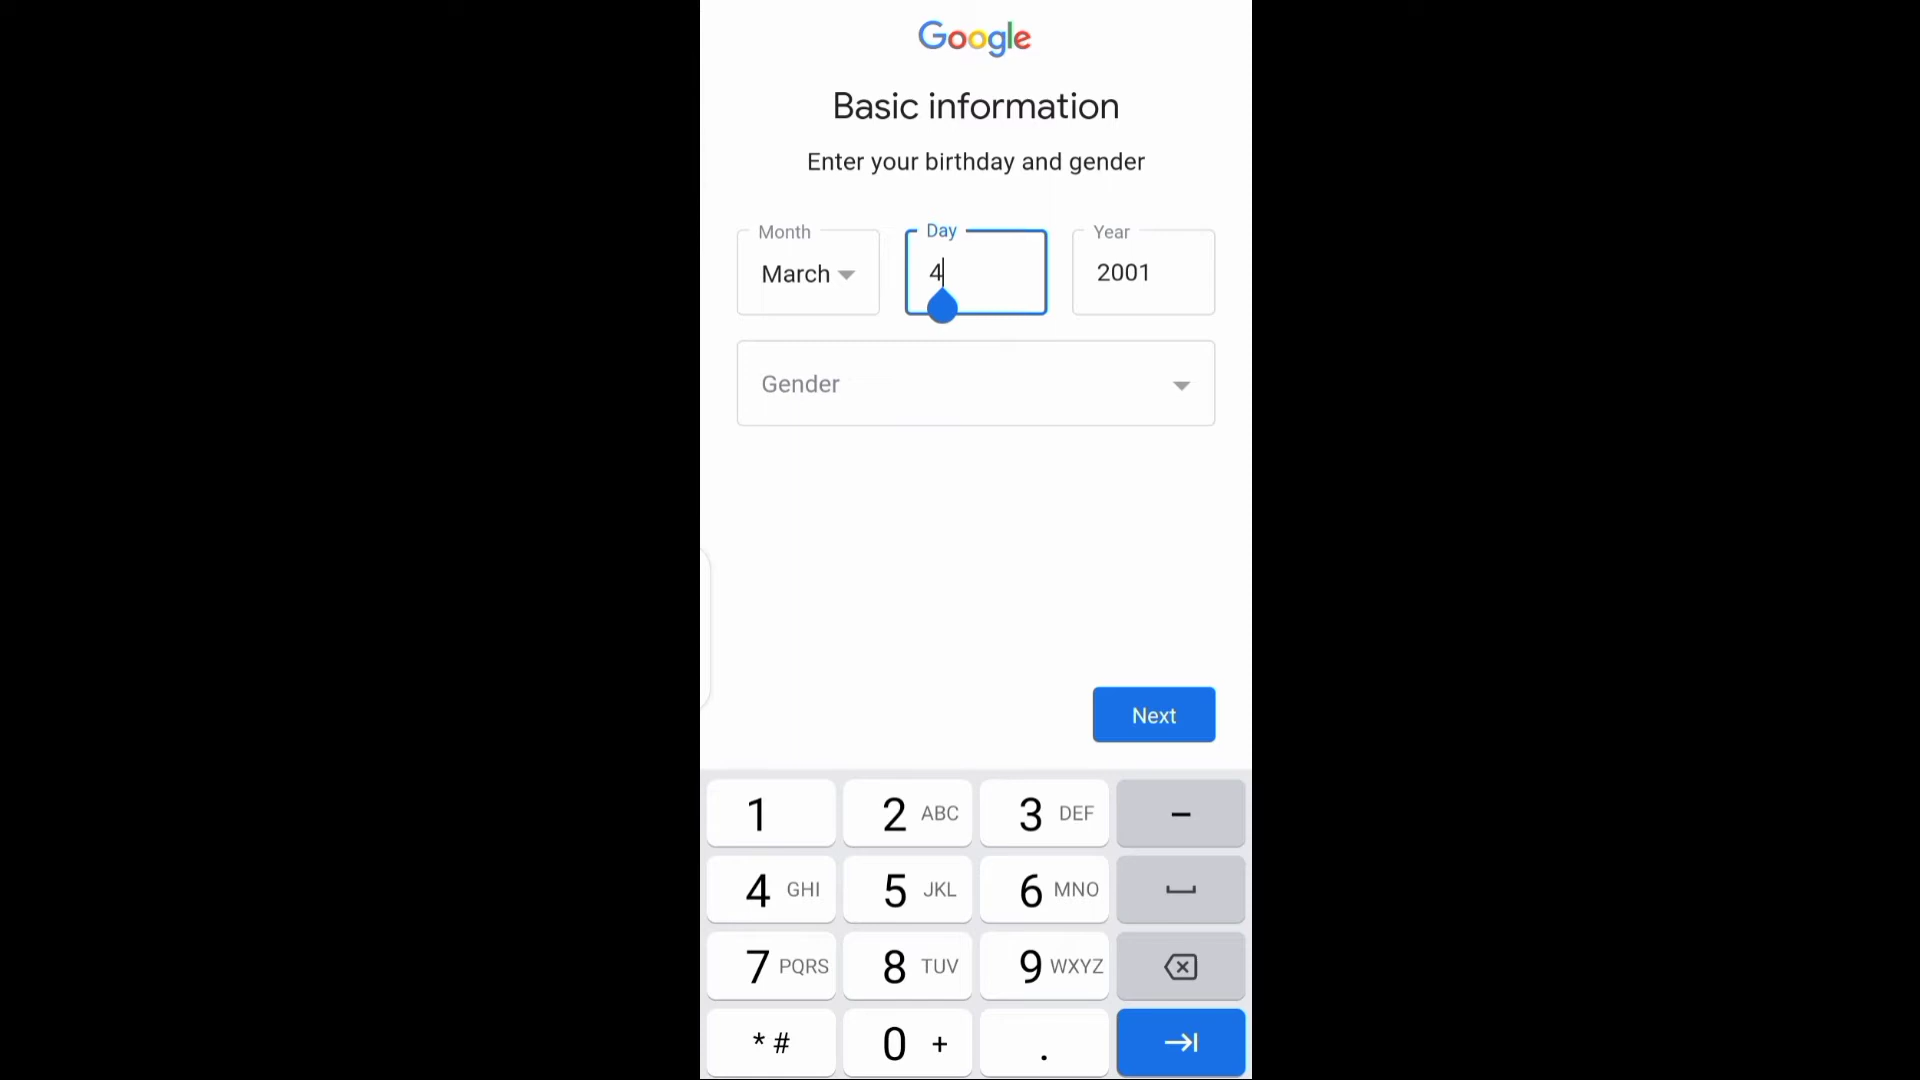 Google
Basic information
Enter your birthday and gender
Month Day Year
March 4 2001
Gender
Next
1 2 ABC 3 DEF –
4 GHI 5 JKL 6 MNO
7 PQRS 8 TUV 9 WXYZ
* # 0 + .